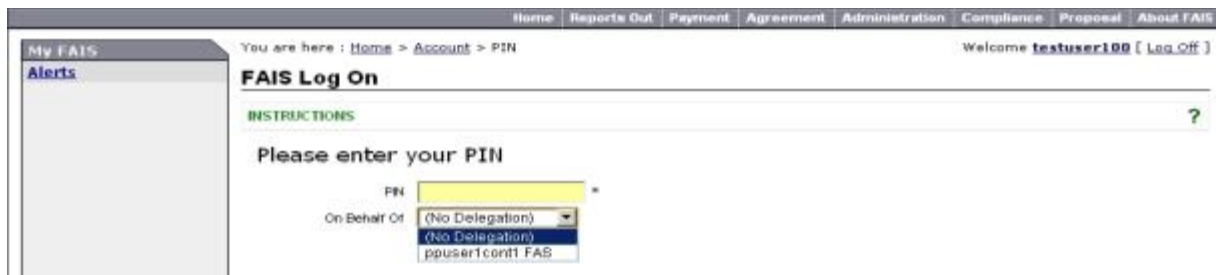 Home Reports Out Payment Agreement Administration Compliance Proposal About FAIS
My FAIS
Alerts
You are here : Home > Account > PIN
Welcome testuser100 [ Log Off ]
FAIS Log On
INSTRUCTIONS ?
Please enter your PIN
PIN *
On Behalf Of (No Delegation)
(No Delegation)
ppuser1cont1 FAS